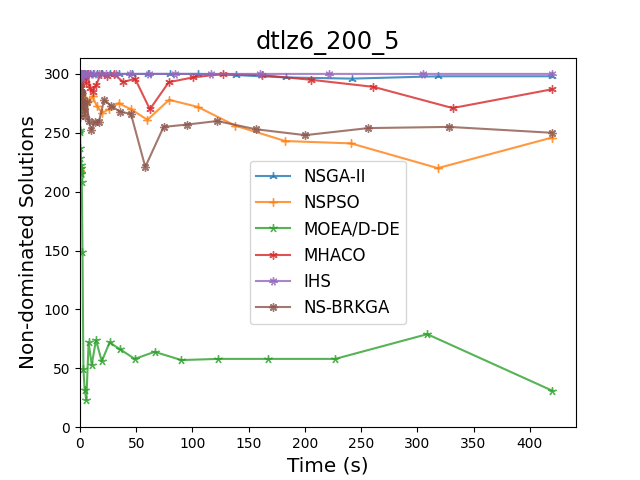 dtlz6_200_5
Non-dominated Solutions
300
250
200
150
100
50
0
NSGA-II
NSPSO
MOEA/D-DE
MHACO
IHS
NS-BRKGA
0 50 100 150 200 250 300 350 400
Time (s)